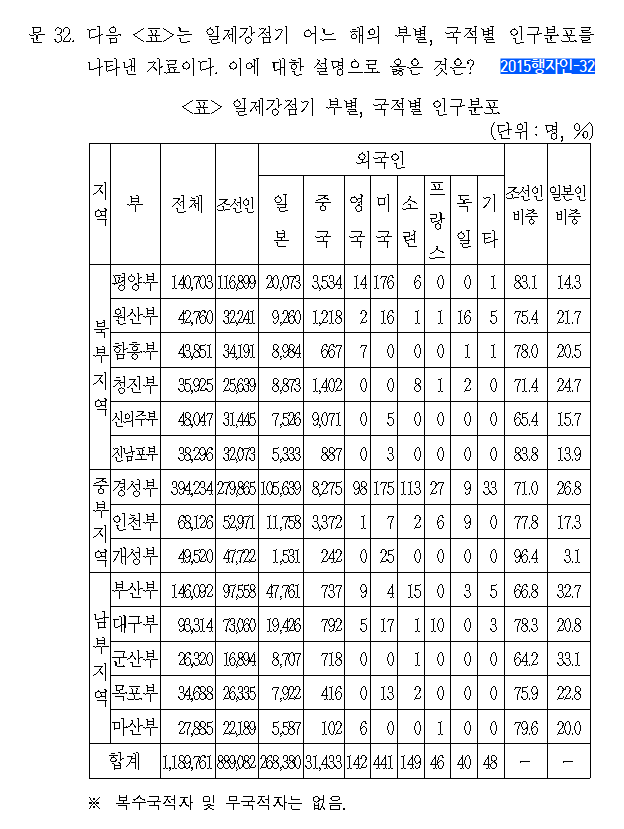 문 32. 다음 <표>는 일제강점기 어느 해의 부별, 국적별 인구분포를
나타낸 자료이다. 이에 대한 설명으로 옳은 것은? 2015행자인-32
<표> 일제강점기 부별, 국적별 인구분포
(단위 : 명, %)
지역 부 전체 조선인 외국인 조선인 비중 일본인 비중
일본 중국 영국 미국 소련 프랑스 독일 기타
북부지역
평양부 140,703 116,899 20,073 3,534 14 176 6 0 0 1 83.1 14.3
원산부 42,760 32,241 9,260 1,218 2 16 1 1 16 5 75.4 21.7
함흥부 43,851 34,191 8,984 667 7 0 0 0 1 1 78.0 20.5
청진부 35,925 25,639 8,873 1,402 0 0 8 1 2 0 71.4 24.7
신의주부 48,047 31,445 7,526 9,071 0 5 0 0 0 0 65.4 15.7
진남포부 38,296 32,073 5,333 887 0 3 0 0 0 0 83.8 13.9
중부지역
경성부 394,234 279,865 105,639 8,275 98 175 113 27 9 33 71.0 26.8
인천부 68,126 52,971 11,758 3,372 1 7 2 6 9 0 77.8 17.3
개성부 49,520 47,722 1,531 242 0 25 0 0 0 0 96.4 3.1
남부지역
부산부 146,092 97,558 47,761 737 9 4 15 0 3 5 66.8 32.7
대구부 93,314 73,060 19,426 792 5 17 1 10 0 3 78.3 20.8
군산부 26,320 16,894 8,707 718 0 0 1 0 0 0 64.2 33.1
목포부 34,688 26,335 7,922 416 0 13 2 0 0 0 75.9 22.8
마산부 27,885 22,189 5,587 102 6 0 0 1 0 0 79.6 20.0
합계 1,189,761 889,082 268,380 31,433 142 441 149 46 40 48 − −
※ 복수국적자 및 무국적자는 없음.